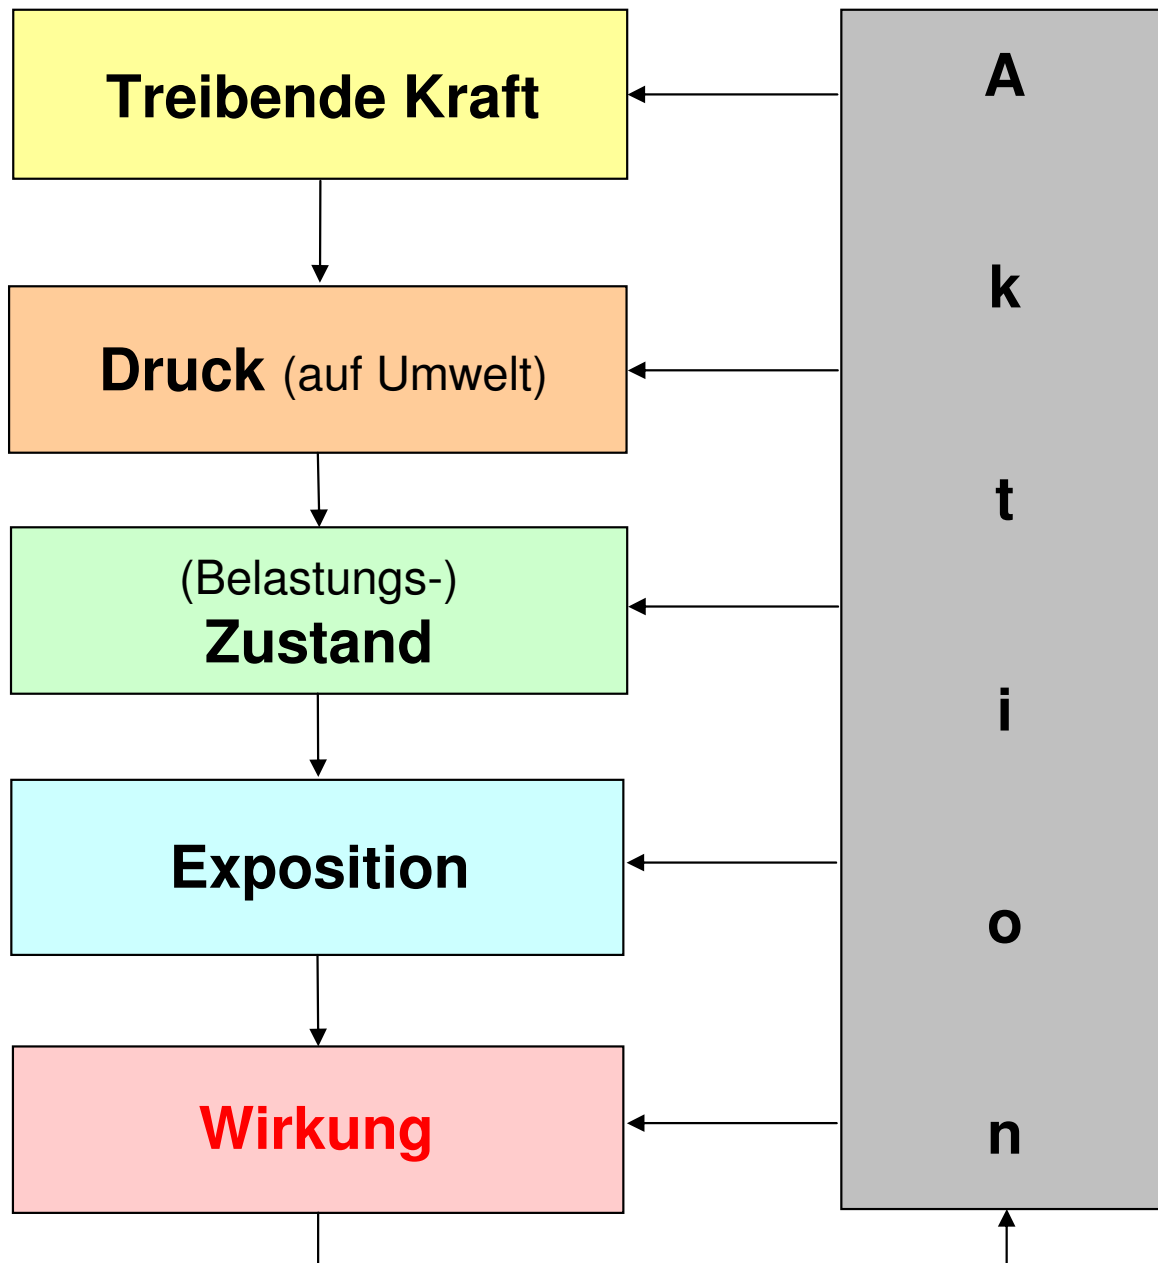 Treibende Kraft
Druck (auf Umwelt)
(Belastungs-)
Zustand
Exposition
Wirkung
A
k
t
i
o
n